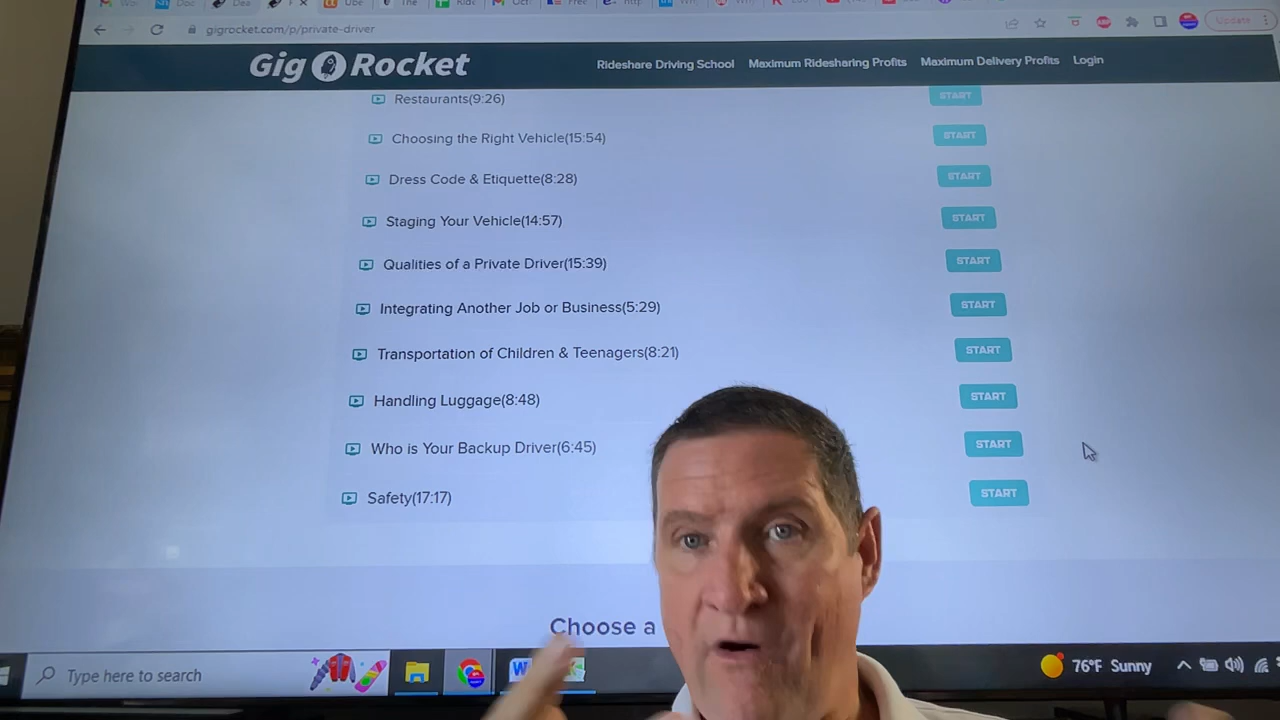 gigrocket.com/p/private-driver
Update
Gig Rocket
Rideshare Driving School
Maximum Ridesharing Profits
Maximum Delivery Profits
Login
Restaurants(9:26)
START
Choosing the Right Vehicle(15:54)
START
Dress Code & Etiquette(8:28)
START
Staging Your Vehicle(14:57)
START
Qualities of a Private Driver(15:39)
START
Integrating Another Job or Business(5:29)
START
Transportation of Children & Teenagers(8:21)
START
Handling Luggage(8:48)
START
Who is Your Backup Driver(6:45)
START
Safety(17:17)
START
Choose a
Type here to search
W
76°F Sunny